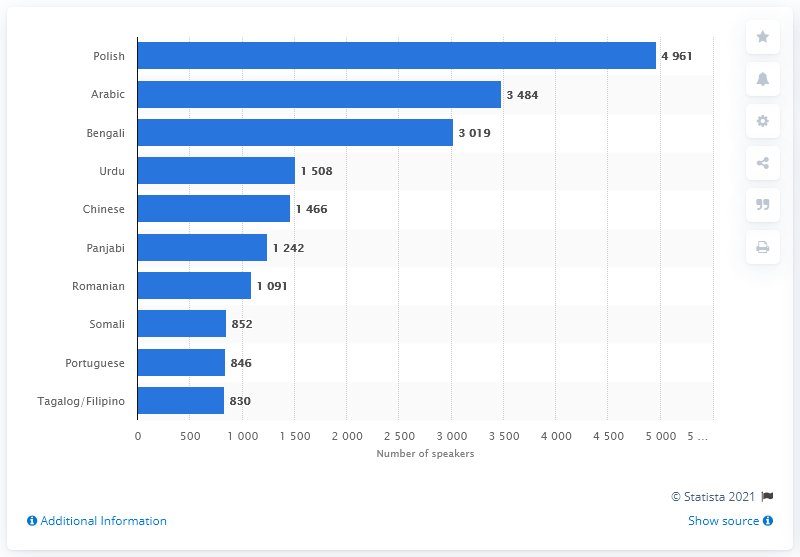 Polish 4 961
Arabic 3 484
Bengali 3 019
Urdu 1 508
Chinese 1 466
Panjabi 1 242
Romanian 1 091
Somali 852
Portuguese 846
Tagalog/Filipino 830
0 500 1 000 1 500 2 000 2 500 3 000 3 500 4 000 4 500 5 000 5 ...
Number of speakers
© Statista 2021
Additional Information Show source